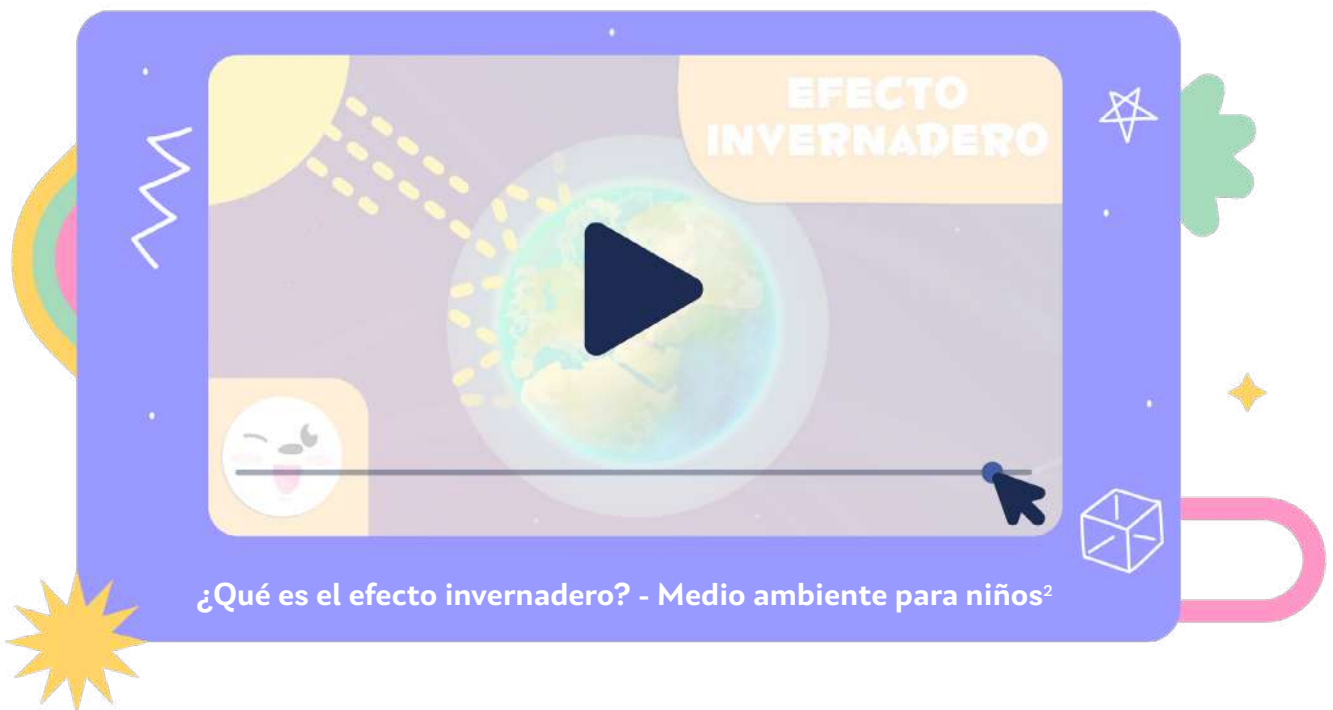 EFECTO
INVERNADERO
¿Qué es el efecto invernadero? - Medio ambiente para niños²